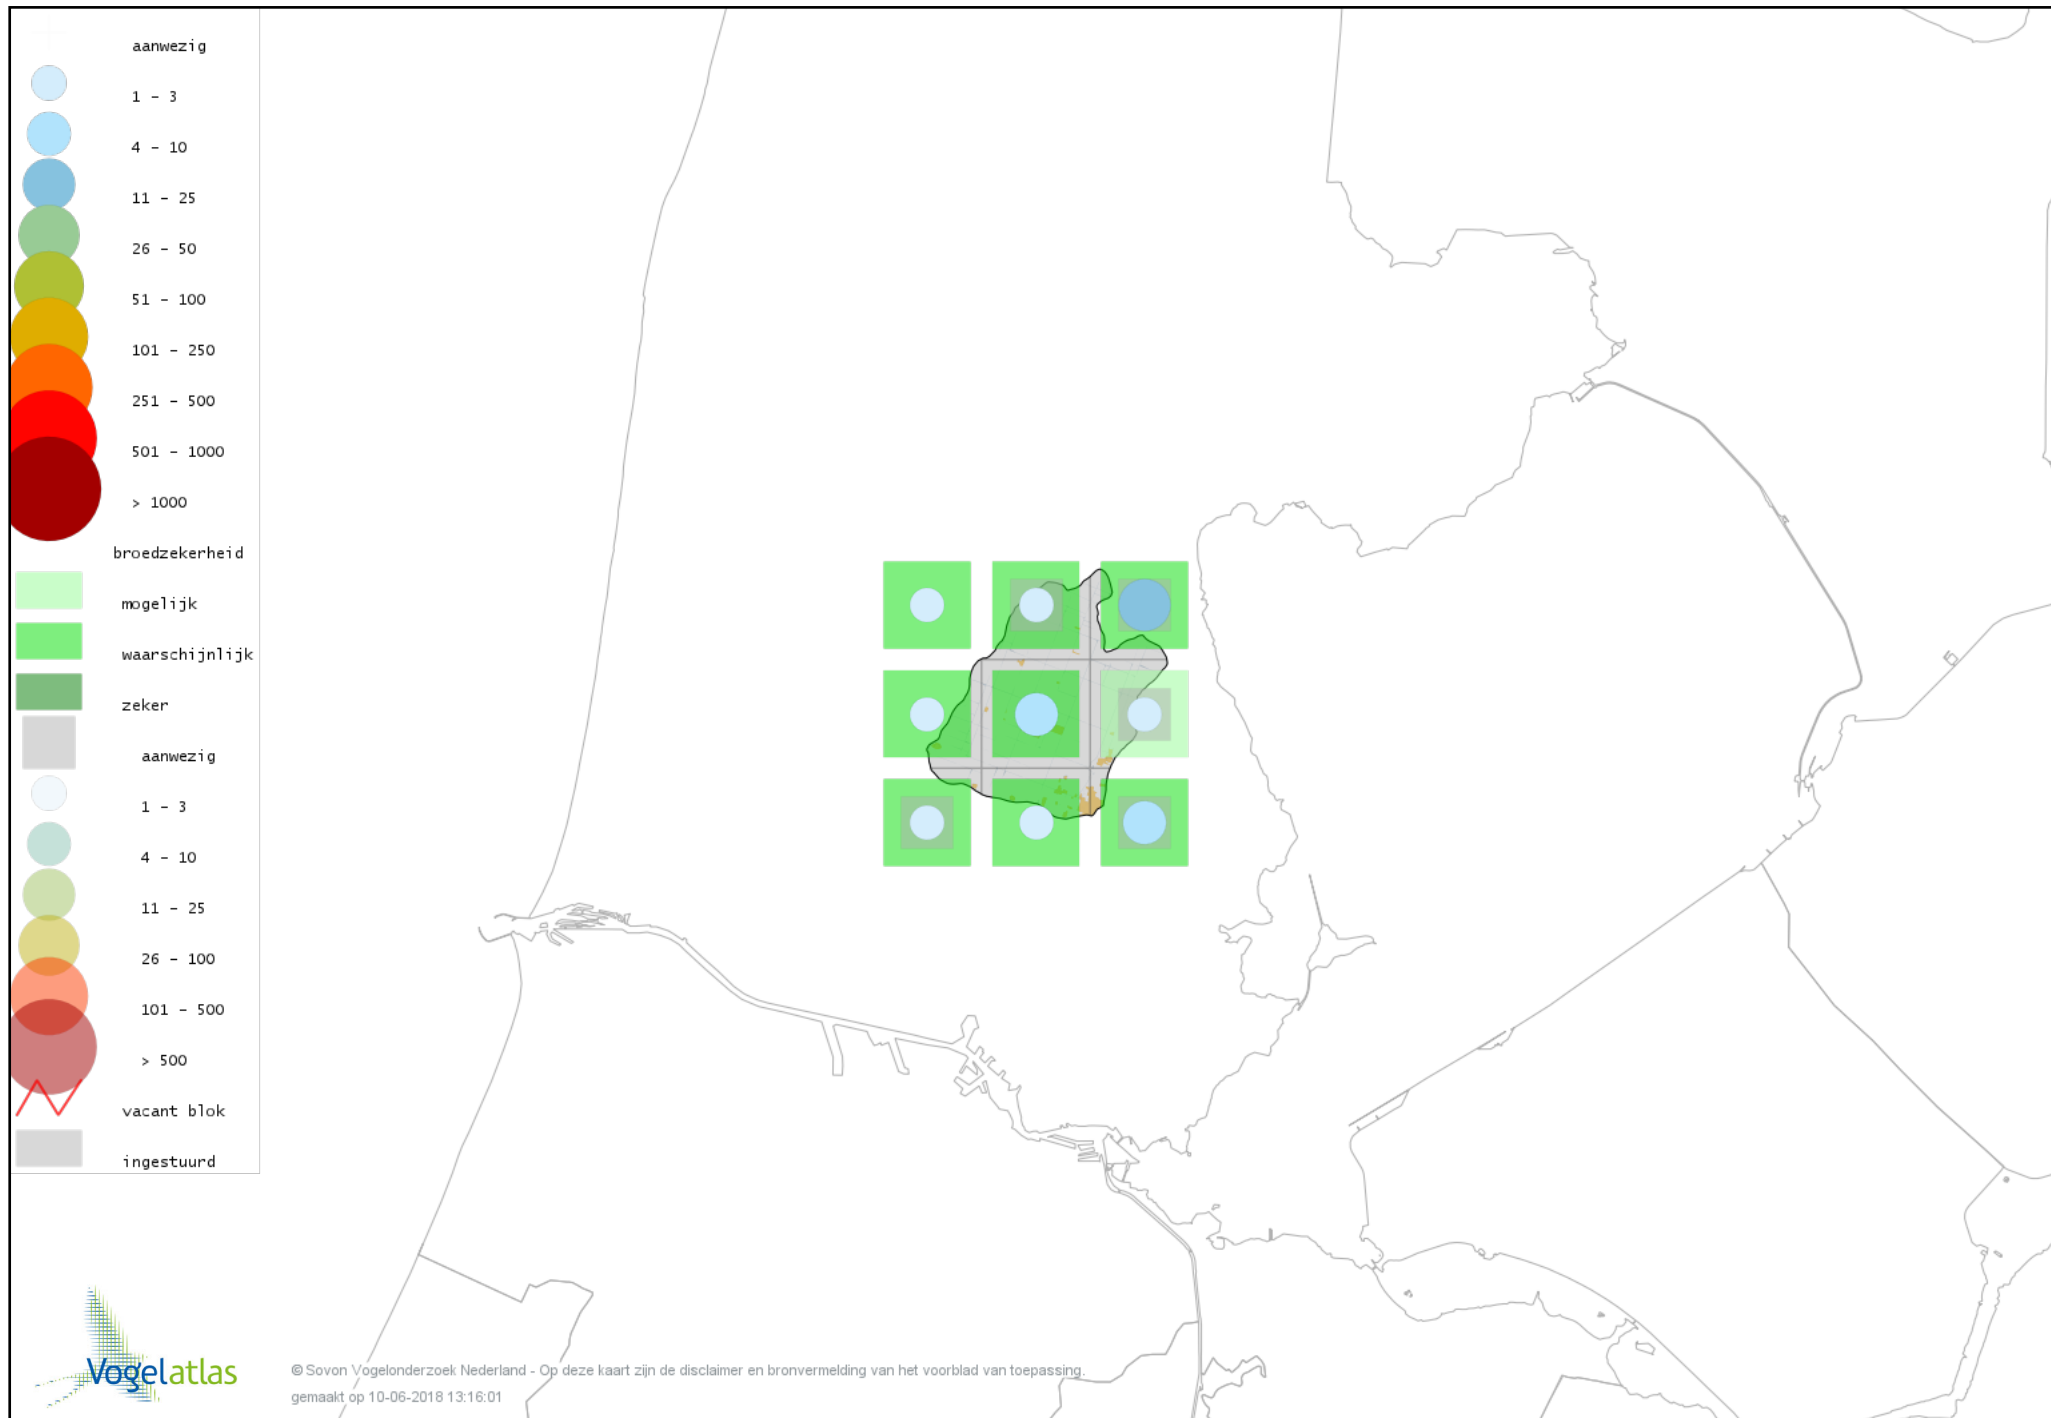 aanwezig
1 - 3
4 - 10
11 - 25
26 - 50
51 - 100
101 - 250
251 - 500
501 - 1000
> 1000
broedzekerheid
mogelijk
waarschijnlijk
zeker
aanwezig
1 - 3
4 - 10
11 - 25
26 - 100
101 - 500
> 500
vacant blok
ingestuurd
Vogelatlas
© Sovon Vogelonderzoek Nederland - Op deze kaart zijn de disclaimer en bronvermelding van het voorblad van toepassing.
gemaakt op 10-06-2018 13:16:01